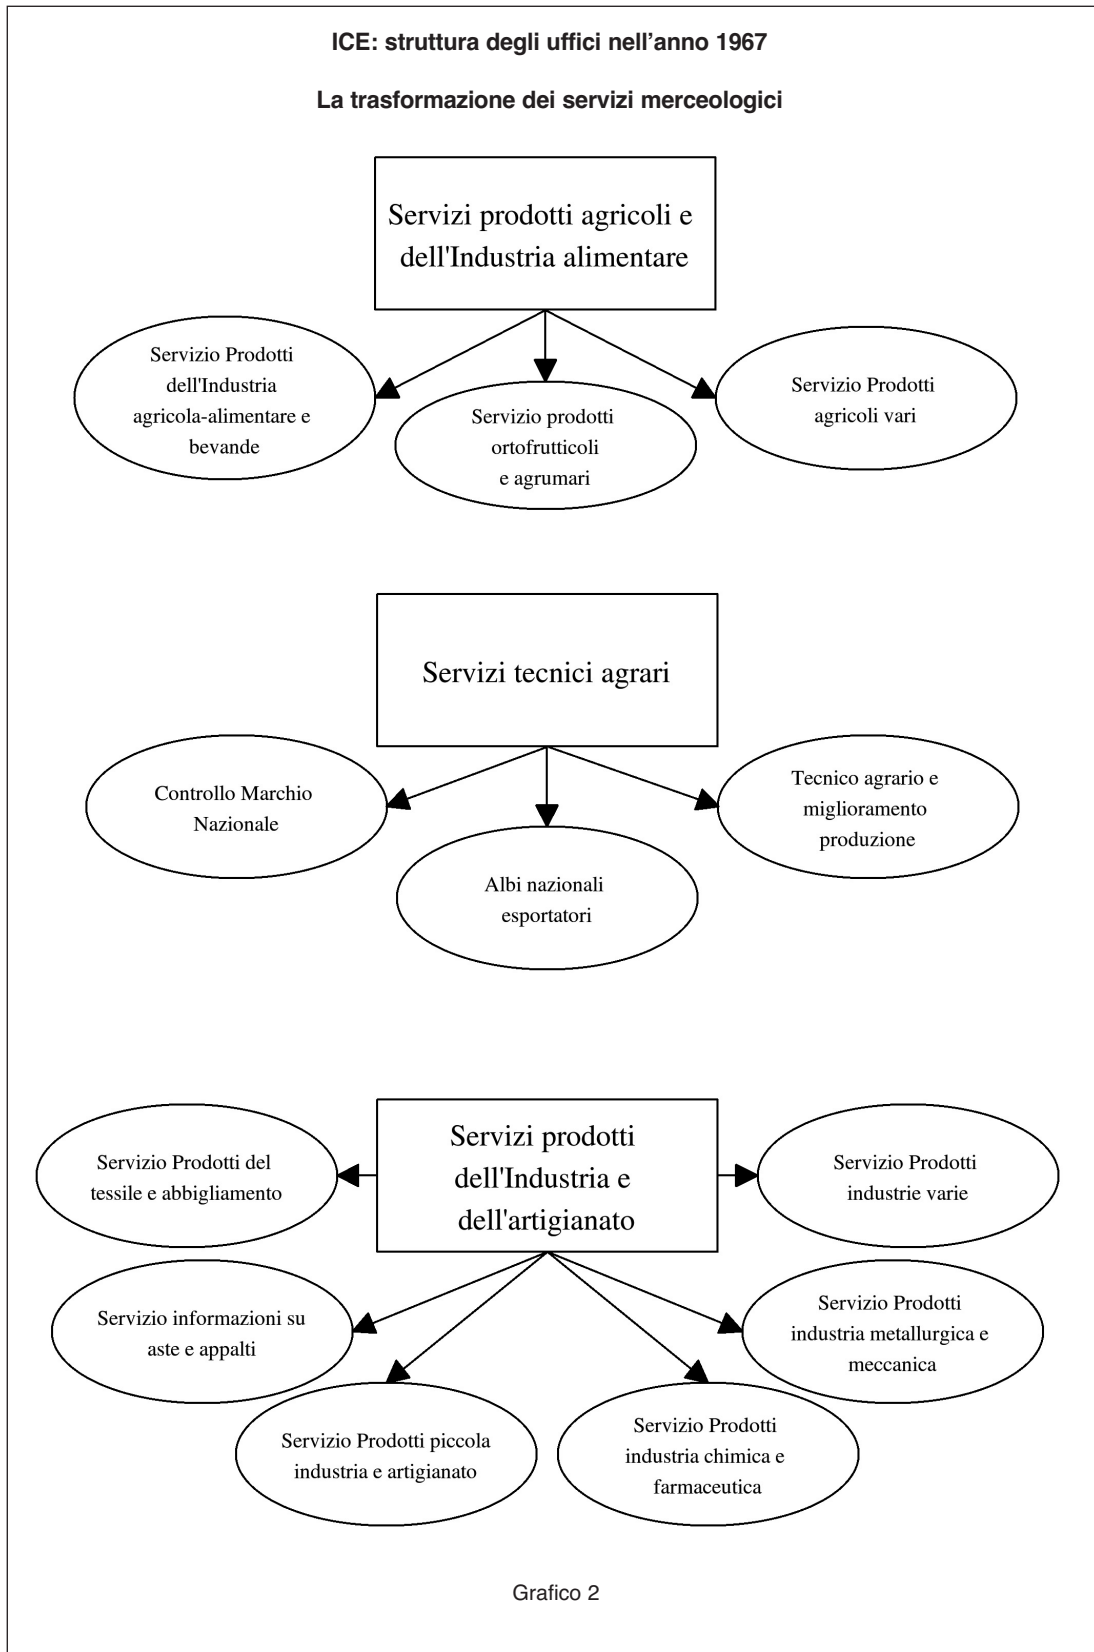 ICE: struttura degli uffici nell'anno 1967
La trasformazione dei servizi merceologici
Servizi prodotti agricoli e
dell'Industria alimentare
Servizio Prodotti
dell'Industria
agricola-alimentare e
bevande
Servizio prodotti
ortofrutticoli
e agrumari
Servizio Prodotti
agricoli vari
Servizi tecnici agrari
Controllo Marchio
Nazionale
Albi nazionali
esportatori
Tecnico agrario e
miglioramento
produzione
Servizi prodotti
dell'Industria e
dell'artigianato
Servizio Prodotti del
tessile e abbigliamento
Servizio Prodotti
industrie varie
Servizio informazioni su
aste e appalti
Servizio Prodotti
industria metallurgica e
meccanica
Servizio Prodotti piccola
industria e artigianato
Servizio Prodotti
industria chimica e
farmaceutica
Grafico 2